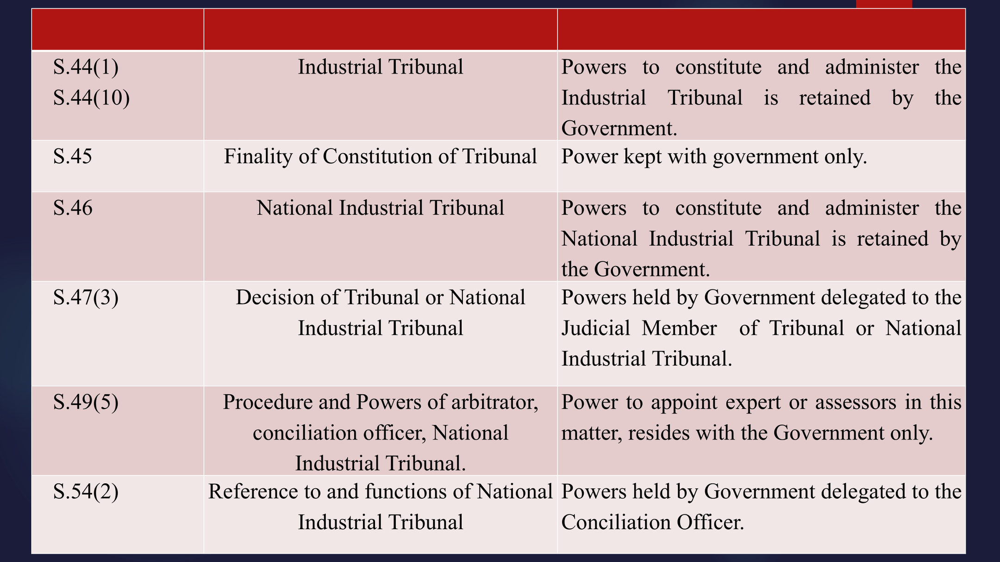 S.44(1)
S.44(10)
Industrial Tribunal
Powers to constitute and administer the
Industrial Tribunal is retained by the
Government.
S.45
Finality of Constitution of Tribunal
Power kept with government only.
S.46
National Industrial Tribunal
Powers to constitute and administer the
National Industrial Tribunal is retained by
the Government.
S.47(3)
Decision of Tribunal or National
Industrial Tribunal
Powers held by Government delegated to the
Judicial Member of Tribunal or National
Industrial Tribunal.
S.49(5)
Procedure and Powers of arbitrator,
conciliation officer, National
Industrial Tribunal.
Power to appoint expert or assessors in this
matter, resides with the Government only.
S.54(2)
Reference to and functions of National
Industrial Tribunal
Powers held by Government delegated to the
Conciliation Officer.